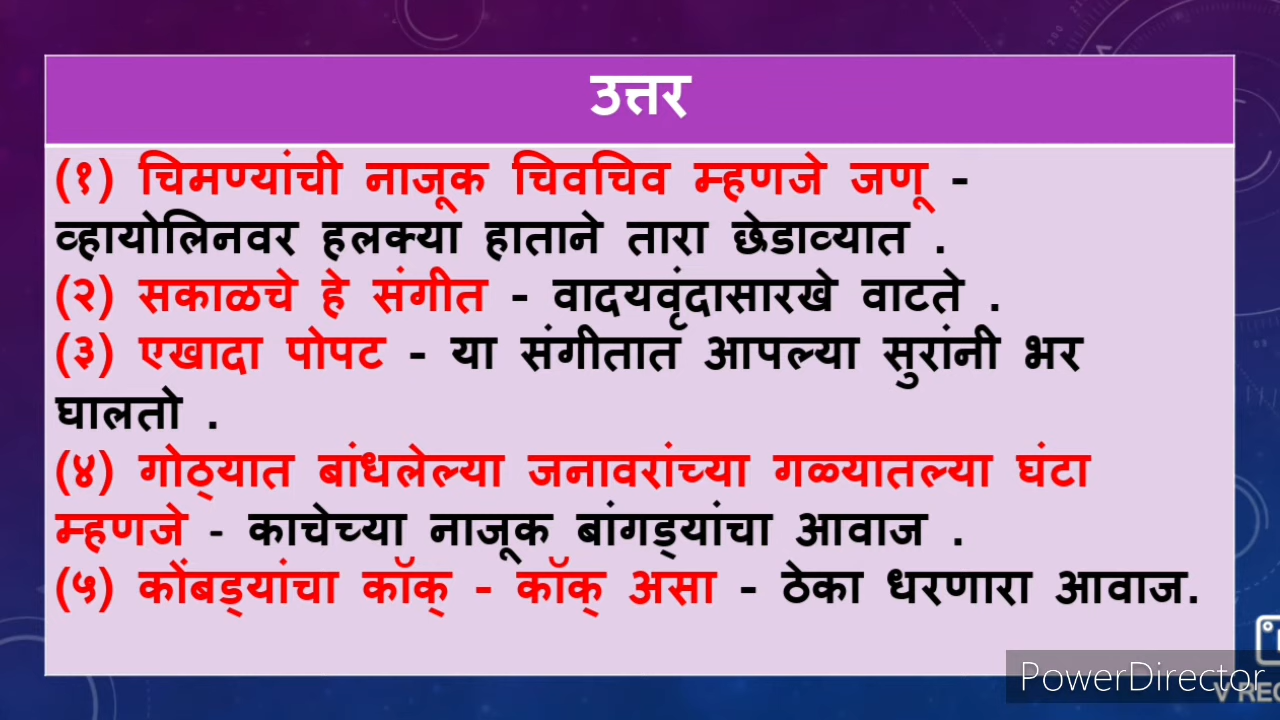 उत्तर
(१) चिमण्यांची नाजूक चिवचिव म्हणजे जणू -
व्हायोलिनवर हलक्या हाताने तारा छेडाव्यात .
(२) सकाळचे हे संगीत - वादयवृंदासारखे वाटते .
(३) एखादा पोपट - या संगीतात आपल्या सुरांनी भर
घालतो .
(४) गोठ्यात बांधलेल्या जनावरांच्या गळ्यातल्या घंटा
म्हणजे - काचेच्या नाजूक बांगड्यांचा आवाज .
(५) कोंबड्यांचा कॉक् - कॉक् असा - ठेका धरणारा आवाज.
PowerDirector